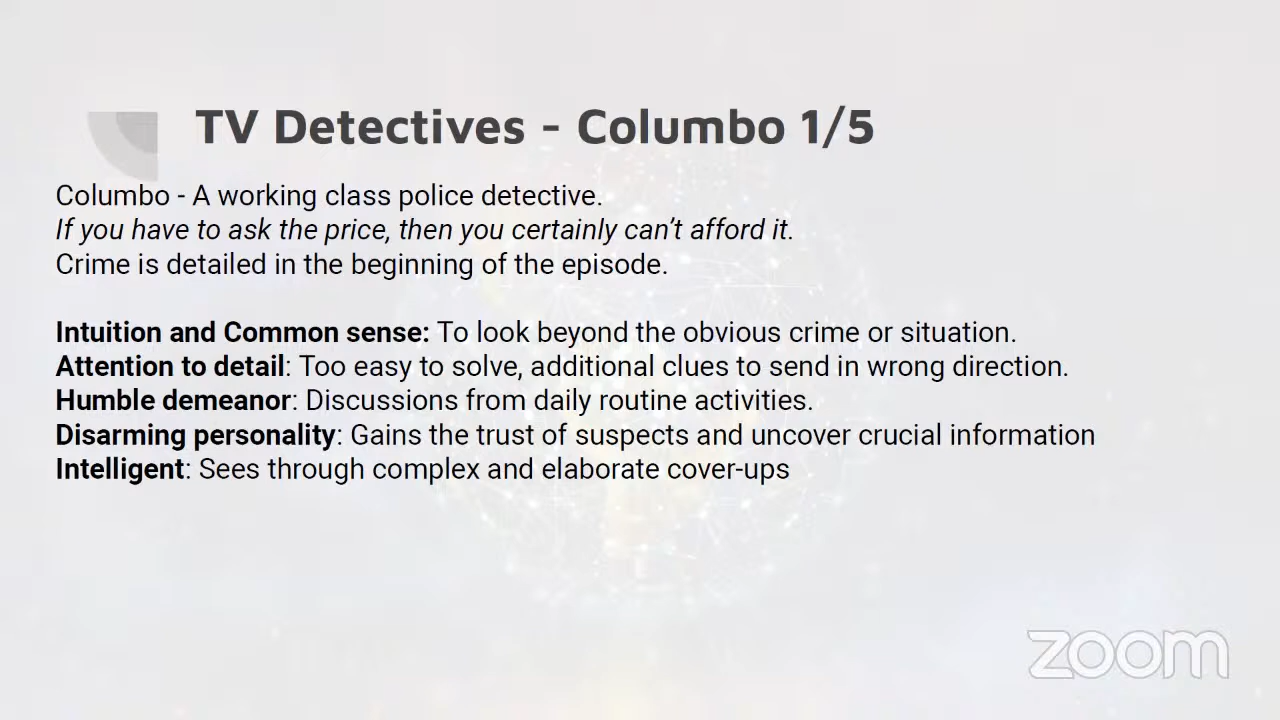 TV Detectives - Columbo 1/5
Columbo - A working class police detective.
If you have to ask the price, then you certainly can't afford it.
Crime is detailed in the beginning of the episode.
Intuition and Common sense: To look beyond the obvious crime or situation.
Attention to detail: Too easy to solve, additional clues to send in wrong direction.
Humble demeanor: Discussions from daily routine activities.
Disarming personality: Gains the trust of suspects and uncover crucial information
Intelligent: Sees through complex and elaborate cover-ups
zoom